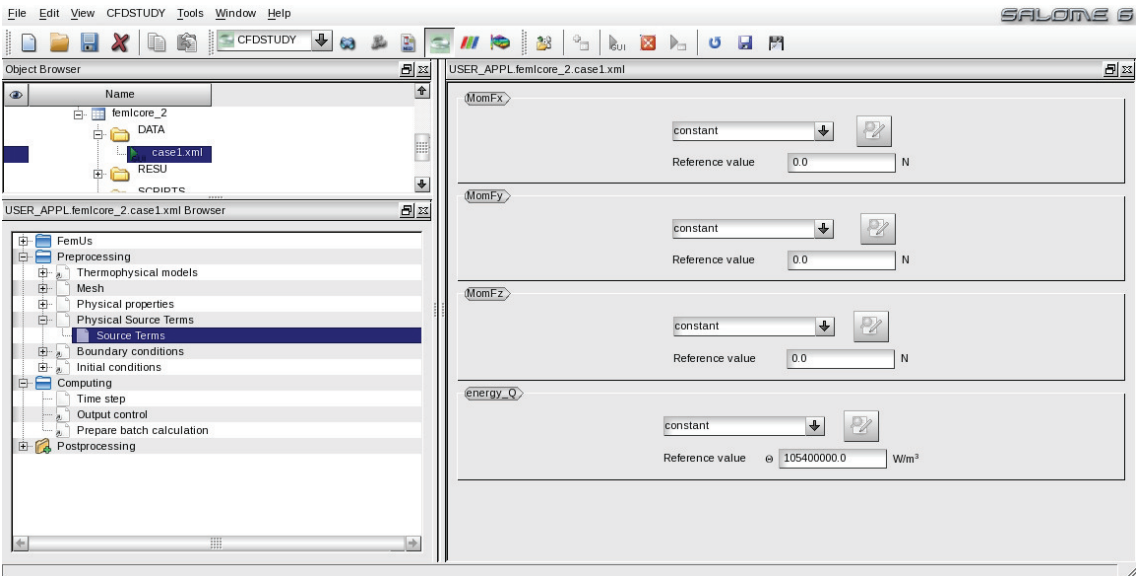 File Edit View CFDSTUDY Tools Window Help
SALOME 6
CFDSTUDY
GUI
Object Browser
Name
femlcore_2
DATA
case1.xml
RESU
SCRIPTS
USER_APPL.femlcore_2.case1.xml Browser
FemUs
Preprocessing
Thermophysical models
Mesh
Physical properties
Physical Source Terms
Source Terms
Boundary conditions
Initial conditions
Computing
Time step
Output control
Prepare batch calculation
Postprocessing
USER_APPL.femlcore_2.case1.xml
MomFx
constant
Reference value 0.0 N
MomFy
constant
Reference value 0.0 N
MomFz
constant
Reference value 0.0 N
energy_Q
constant
Reference value Θ 105400000.0 W/m³